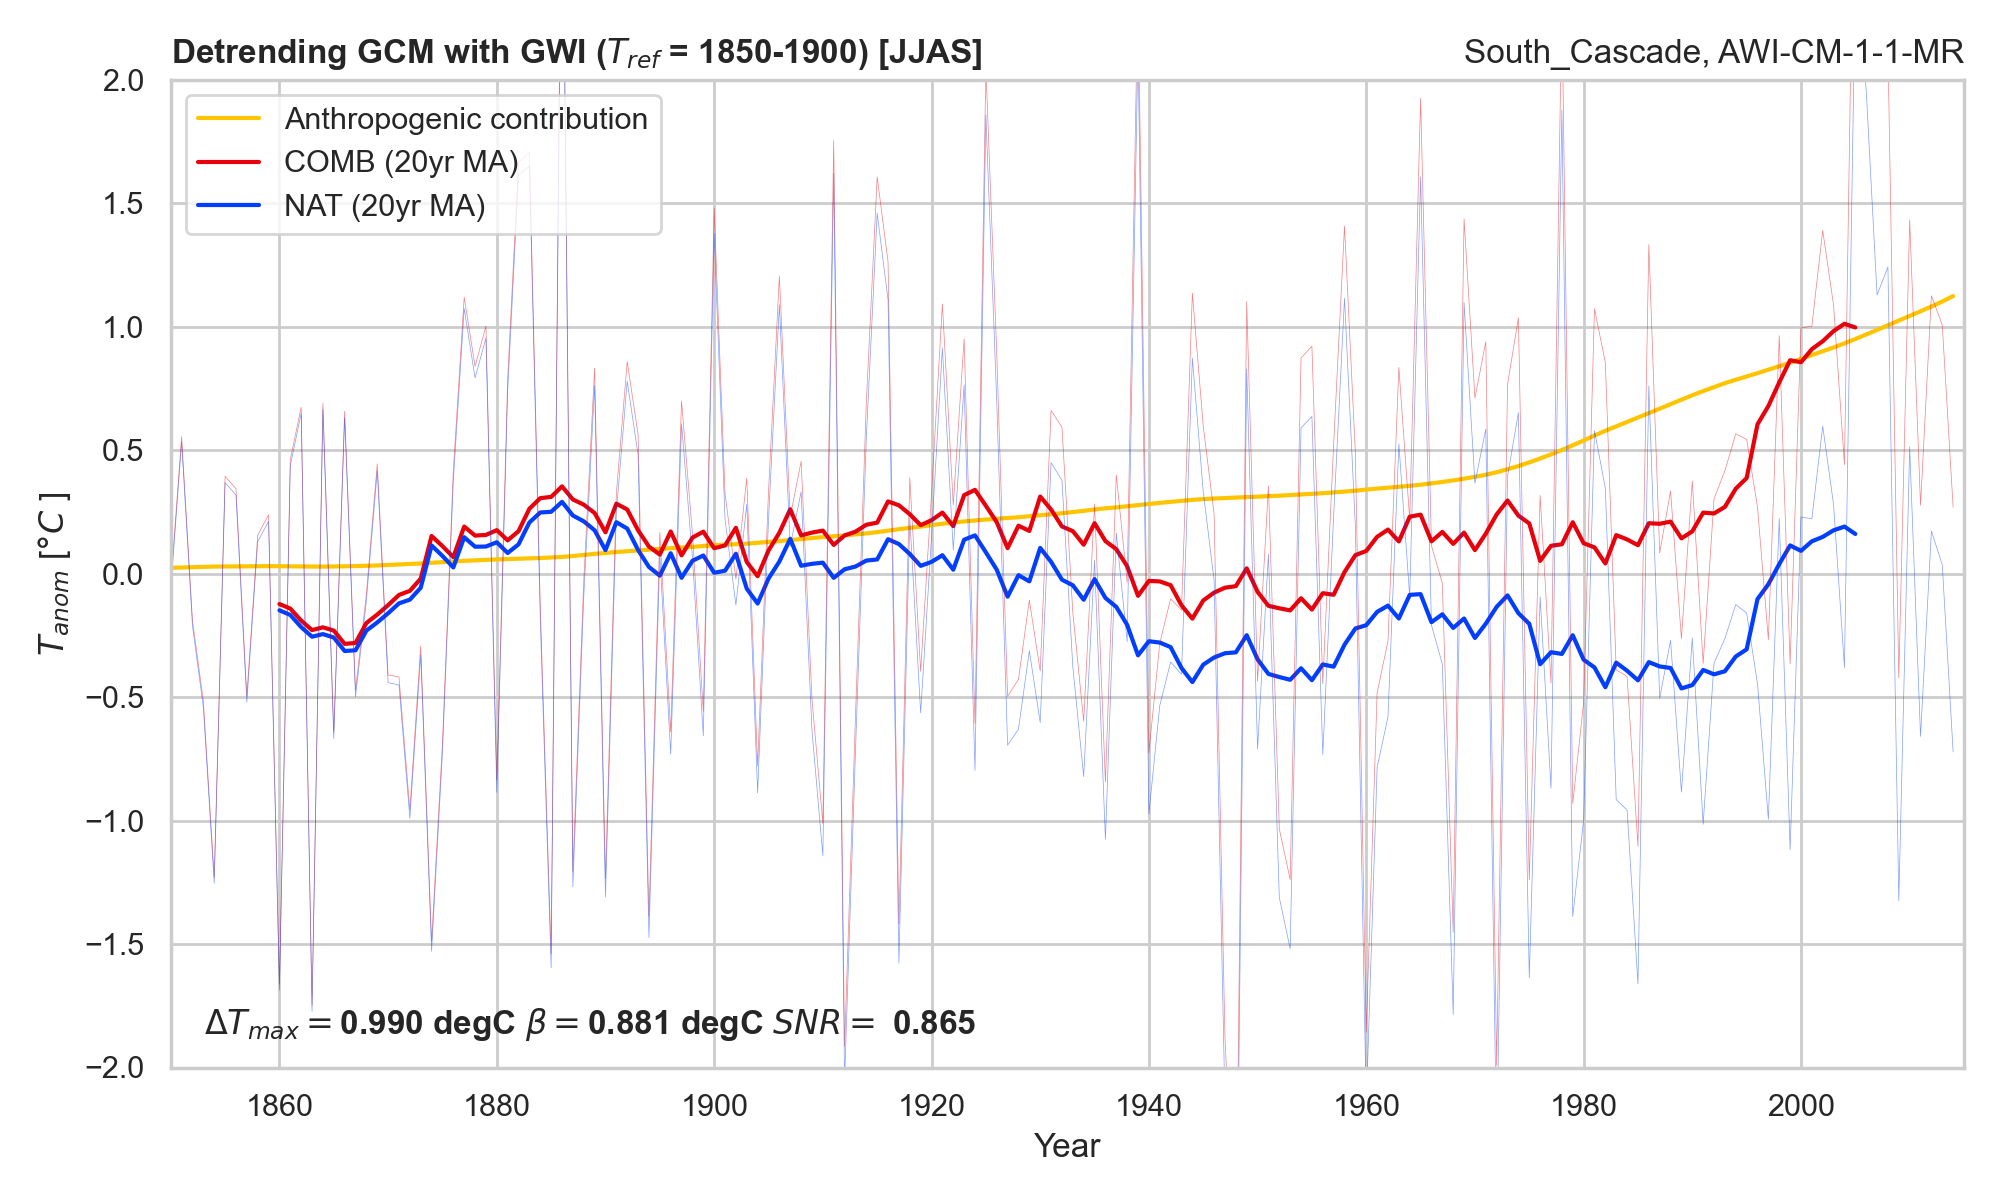 Detrending GCM with GWI (T_ref = 1850-1900) [JJAS]
South_Cascade, AWI-CM-1-1-MR
Anthropogenic contribution
COMB (20yr MA)
NAT (20yr MA)
2.0
1.5
1.0
0.5
0.0
−0.5
−1.0
−1.5
−2.0
T_anom [°C ]
ΔT_max = 0.990 degC β = 0.881 degC SNR = 0.865
1860 1880 1900 1920 1940 1960 1980 2000
Year